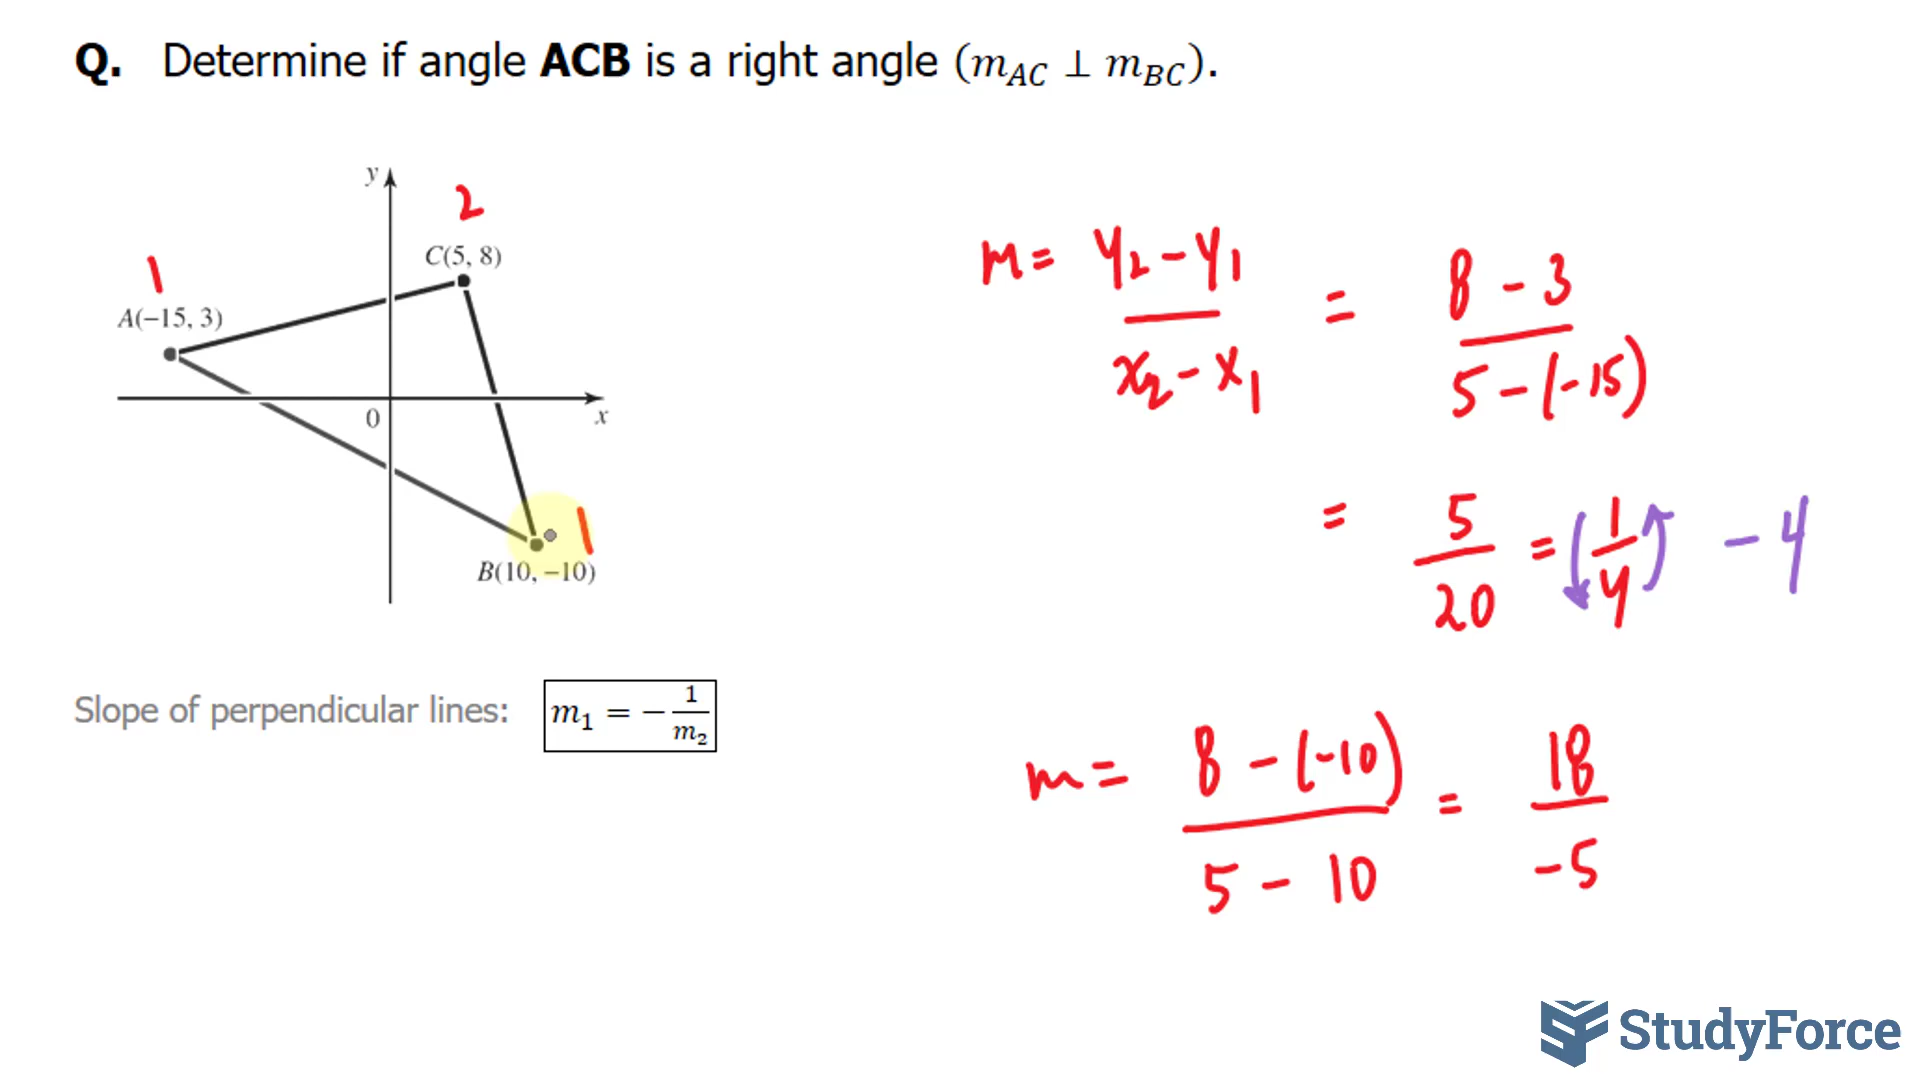 Q. Determine if angle ACB is a right angle (m_AC ⊥ m_BC).
y
2
C(5, 8)
1
A(−15, 3)
0
x
1
B(10, −10)
Slope of perpendicular lines: m₁ = − 1/m₂
m = (y₂ − y₁)/(x₂ − x₁) = (8 − 3)/(5 − (−15))
= 5/20 = (1/4) − 4
m = (8 − (−10))/(5 − 10) = 18/−5
StudyForce